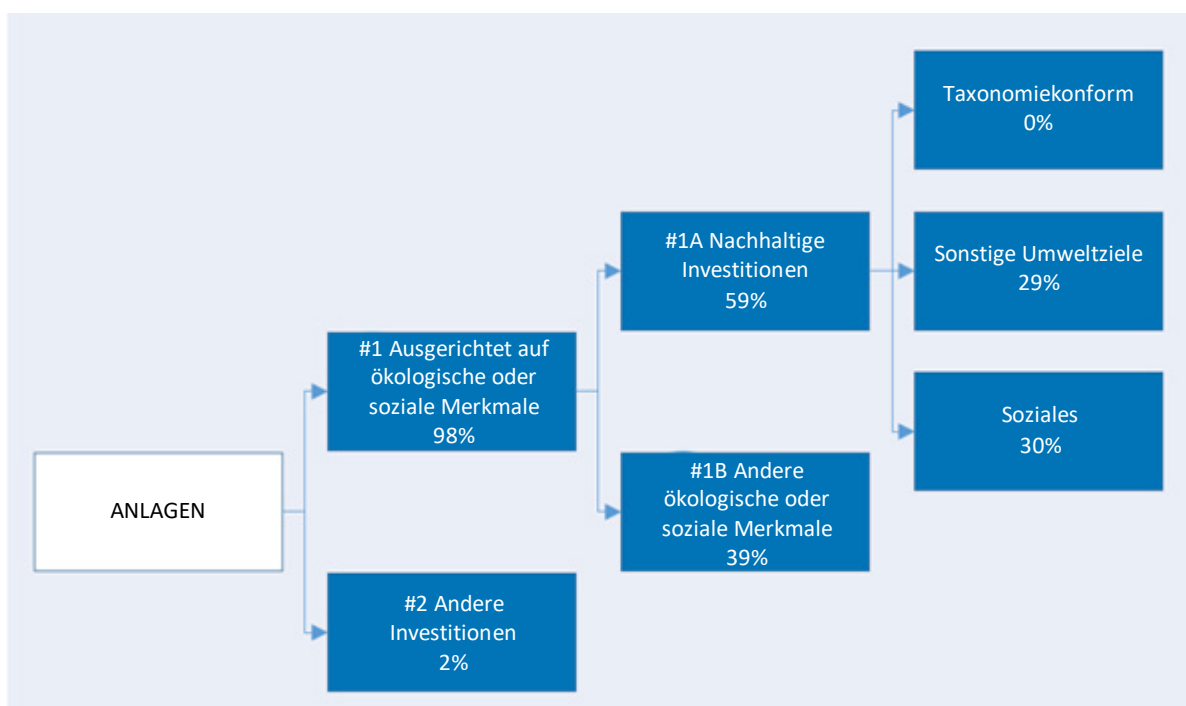 ANLAGEN
#1 Ausgerichtet auf
ökologische oder
soziale Merkmale
98%
#2 Andere
Investitionen
2%
#1A Nachhaltige
Investitionen
59%
#1B Andere
ökologische oder
soziale Merkmale
39%
Taxonomiekonform
0%
Sonstige Umweltziele
29%
Soziales
30%